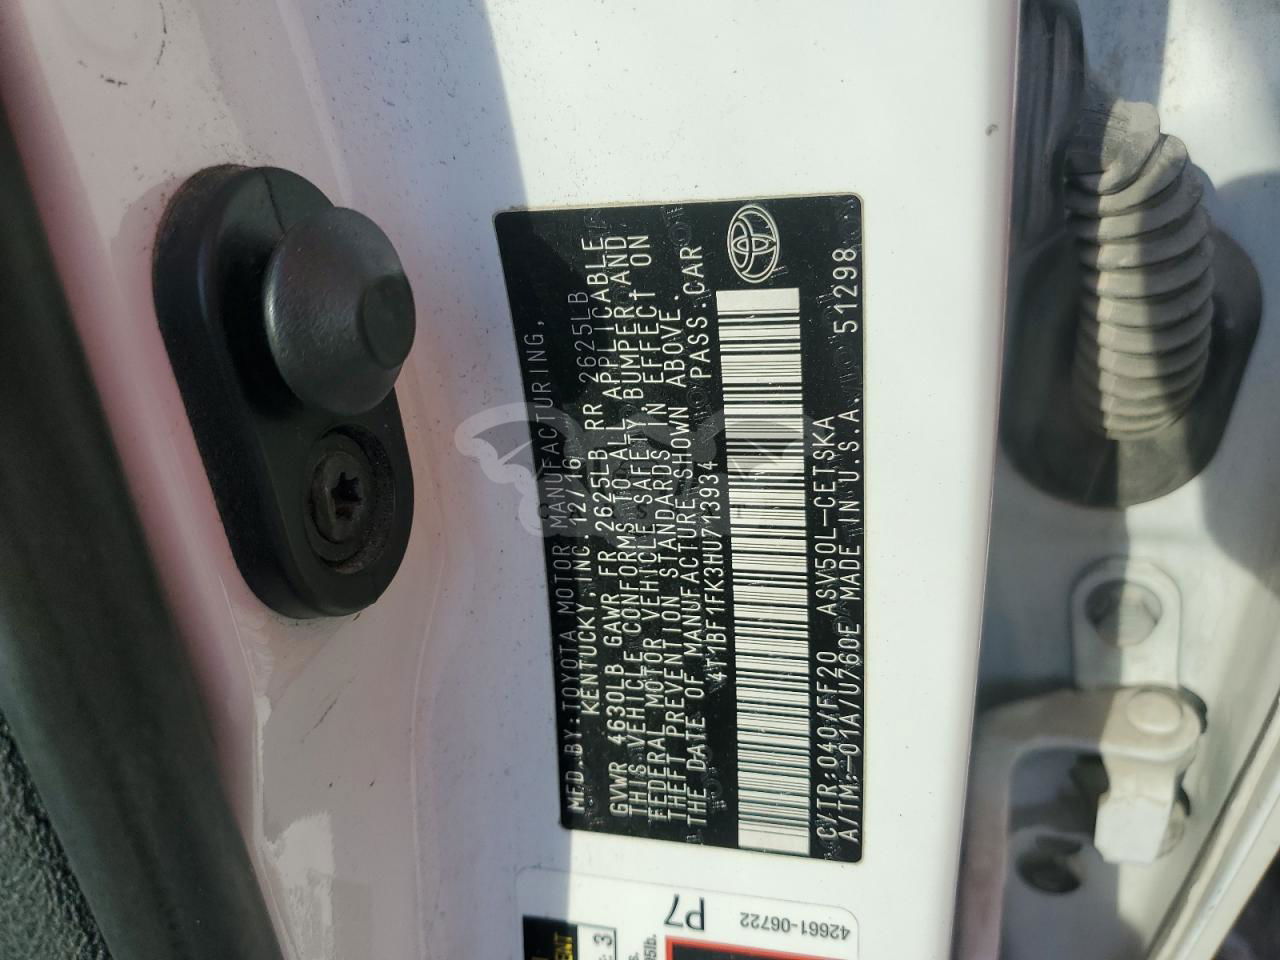 MFD.BY:TOYOTA MOTOR MANUFACTURING,
KENTUCKY,INC. 12/16
GVWR 4630LB GAWR FR 2625LB RR 2625LB
THIS VEHICLE CONFORMS TO ALL APPLICABLE
FEDERAL MOTOR VEHICLE SAFETY, BUMPER, AND
THEFT PREVENTION STANDARDS IN EFFECT ON
THE DATE OF MANUFACTURE SHOWN ABOVE.
4T1BF1FK3HU713934 PASS.CAR
C/TR:040/FF20 ASV50L-CETSKA
A/TM:-01A/U760E MADE IN U.S.A. 51298
P7
42661-06722
3